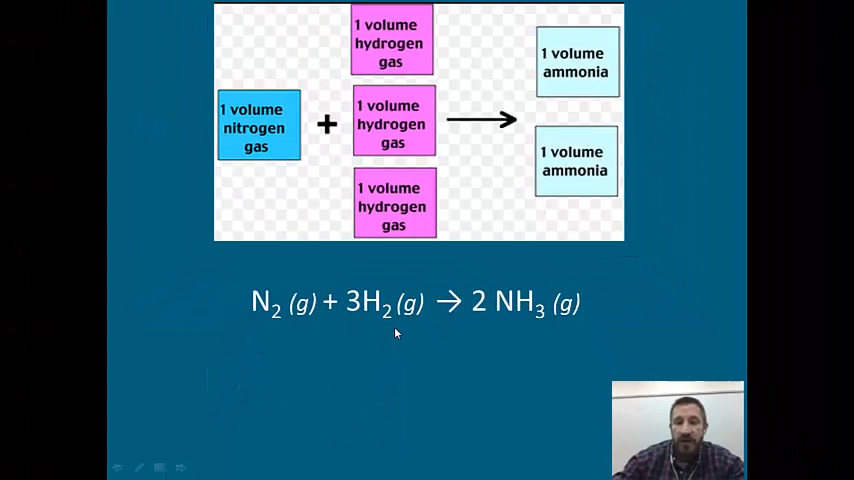 1 volume
hydrogen
gas
1 volume
nitrogen
gas
+
1 volume
hydrogen
gas
1 volume
hydrogen
gas
1 volume
ammonia
1 volume
ammonia
N₂ (g) + 3H₂ (g) → 2 NH₃ (g)